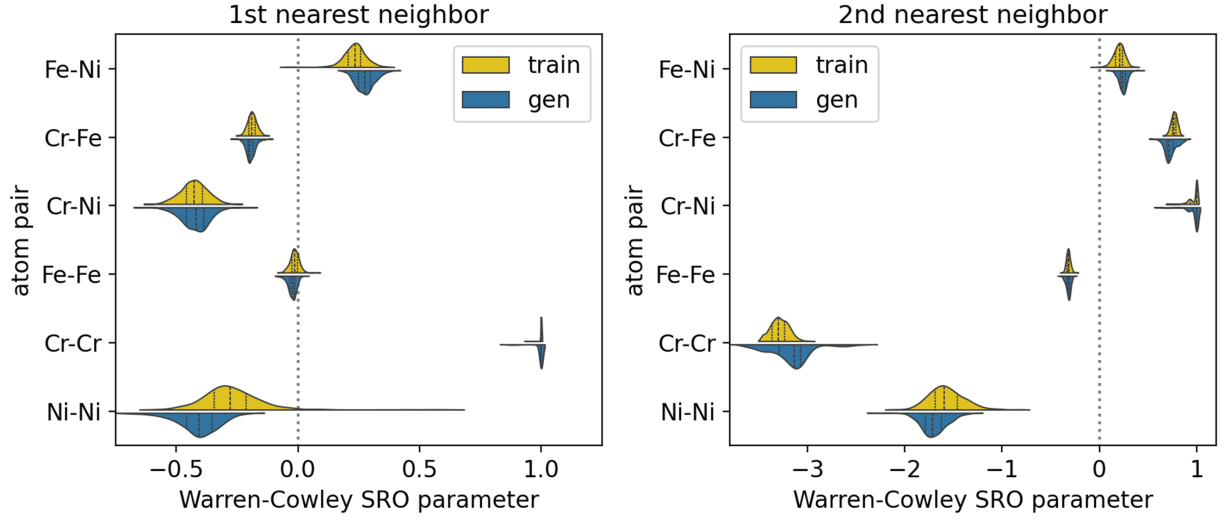 1st nearest neighbor
Fe-Ni
Cr-Fe
Cr-Ni
Fe-Fe
Cr-Cr
Ni-Ni
atom pair
train
gen
−0.5 0.0 0.5 1.0
Warren-Cowley SRO parameter
2nd nearest neighbor
Fe-Ni
Cr-Fe
Cr-Ni
Fe-Fe
Cr-Cr
Ni-Ni
atom pair
train
gen
−3 −2 −1 0 1
Warren-Cowley SRO parameter